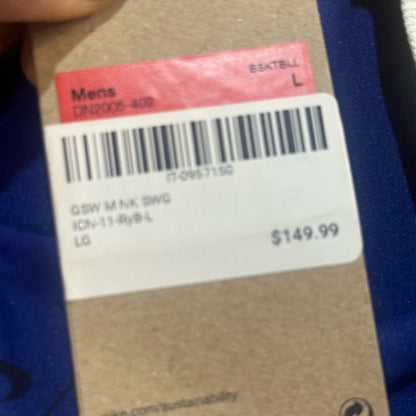 BSKTBLL
Mens L
DN2005-402
IT-0957150
GSW M NK SWG
ICN-11-RyB-L
LG
$149.99
nike.com/sustainability